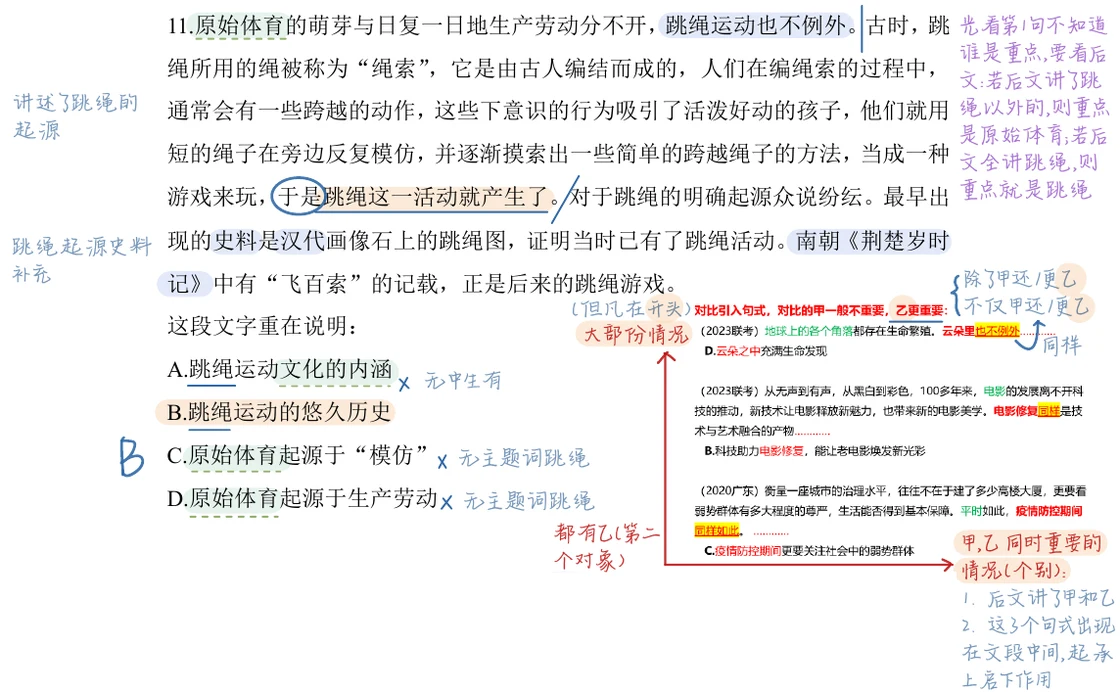 11.原始体育的萌芽与日复一日地生产劳动分不开，跳绳运动也不例外。古时，跳
绳所用的绳被称为“绳索”，它是由古人编结而成的，人们在编绳索的过程中，
通常会有一些跨越的动作，这些下意识的行为吸引了活泼好动的孩子，他们就用
短的绳子在旁边反复模仿，并逐渐摸索出一些简单的跨越绳子的方法，当成一种
游戏来玩，于是跳绳这一活动就产生了。对于跳绳的明确起源众说纷纭。最早出
现的史料是汉代画像石上的跳绳图，证明当时已有了跳绳活动。南朝《荆楚岁时
记》中有“飞百索”的记载，正是后来的跳绳游戏。
这段文字重在说明：
A.跳绳运动文化的内涵
x 无中生有
B.跳绳运动的悠久历史
C.原始体育起源于“模仿”
x 无主题词跳绳
D.原始体育起源于生产劳动
x 无主题词跳绳
B
讲述了跳绳的
起源
跳绳起源史料
补充
光看第1句不知道
谁是重点,要看后
文:若后文讲了跳
绳以外的,则重点
是原始体育;若后
文全讲跳绳,则
重点就是跳绳
(但凡在开头)
大部份情况
对比引入句式，对比的甲一般不重要，乙更重要：
除了甲还/更乙
不仅甲还/更乙
同样
（2023联考）地球上的各个角落都存在生命繁殖。云朵里也不例外…………
D.云朵之中充满生命发现
（2023联考）从无声到有声，从黑白到彩色，100多年来，电影的发展离不开科
技的推动，新技术让电影释放新魅力，也带来新的电影美学。电影修复同样是技
术与艺术融合的产物…………
B.科技助力电影修复，能让老电影焕发新光彩
（2020广东）衡量一座城市的治理水平，往往不在于建了多少高楼大厦，更要看
弱势群体有多大程度的尊严，生活能否得到基本保障。平时如此，疫情防控期间
同样如此。…………
C.疫情防控期间更要关注社会中的弱势群体
都有乙(第二
个对象)
甲,乙同时重要的
情况(个别):
1. 后文讲了甲和乙
2. 这3个句式出现
在文段中间,起承
上启下作用